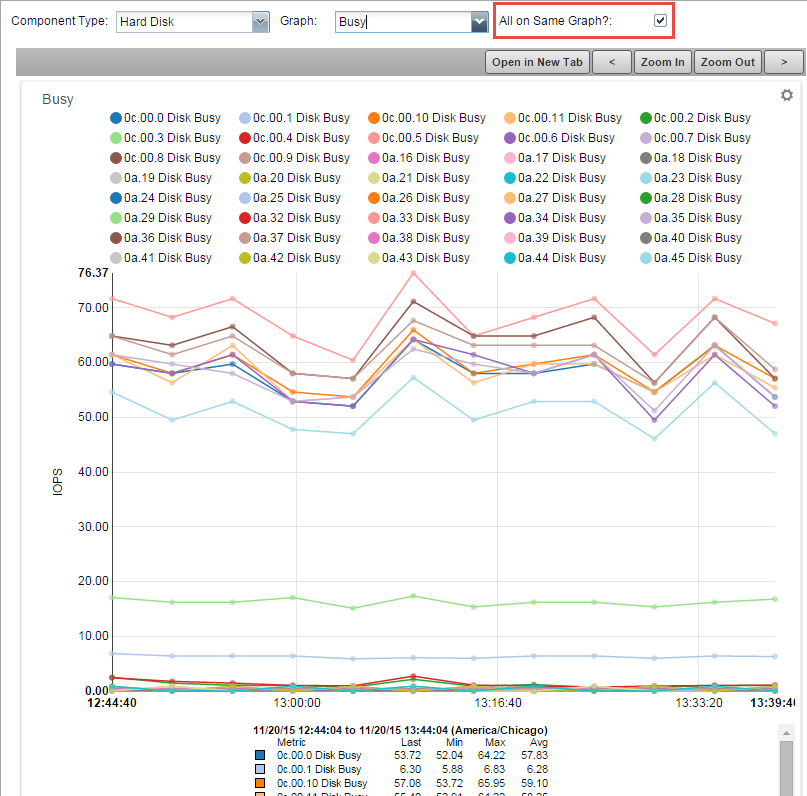 Component Type: Hard Disk Graph: Busy All on Same Graph?:
Open in New Tab < Zoom In Zoom Out >
Busy
0c.00.0 Disk Busy 0c.00.1 Disk Busy 0c.00.10 Disk Busy 0c.00.11 Disk Busy 0c.00.2 Disk Busy
0c.00.3 Disk Busy 0c.00.4 Disk Busy 0c.00.5 Disk Busy 0c.00.6 Disk Busy 0c.00.7 Disk Busy
0c.00.8 Disk Busy 0c.00.9 Disk Busy 0a.16 Disk Busy 0a.17 Disk Busy 0a.18 Disk Busy
0a.19 Disk Busy 0a.20 Disk Busy 0a.21 Disk Busy 0a.22 Disk Busy 0a.23 Disk Busy
0a.24 Disk Busy 0a.25 Disk Busy 0a.26 Disk Busy 0a.27 Disk Busy 0a.28 Disk Busy
0a.29 Disk Busy 0a.32 Disk Busy 0a.33 Disk Busy 0a.34 Disk Busy 0a.35 Disk Busy
0a.36 Disk Busy 0a.37 Disk Busy 0a.38 Disk Busy 0a.39 Disk Busy 0a.40 Disk Busy
0a.41 Disk Busy 0a.42 Disk Busy 0a.43 Disk Busy 0a.44 Disk Busy 0a.45 Disk Busy
76.37
70.00
60.00
50.00
40.00
IOPS
30.00
20.00
10.00
0.00
12:44:40 13:00:00 13:16:40 13:33:20 13:39:40
11/20/15 12:44:04 to 11/20/15 13:44:04 (America/Chicago)
Metric Last Min Max Avg
0c.00.0 Disk Busy 53.72 52.04 64.22 57.83
0c.00.1 Disk Busy 6.30 5.88 6.83 6.28
0c.00.10 Disk Busy 57.08 53.72 65.95 59.10
0c.00.11 Disk Busy